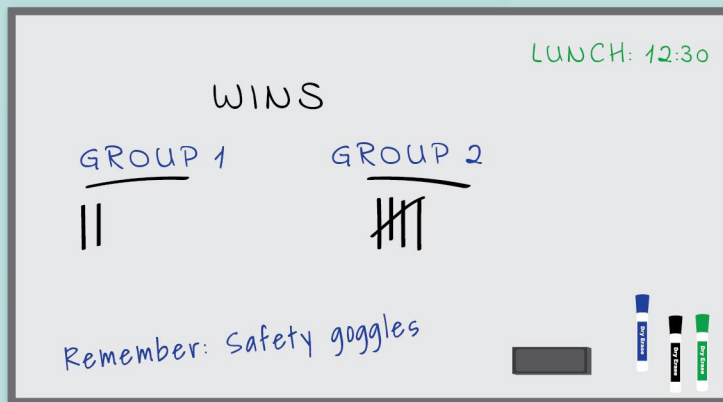 LUNCH: 12:30
WINS
GROUP 1 GROUP 2
Remember: Safety goggles
Dry Erase
Dry Erase
Dry Erase